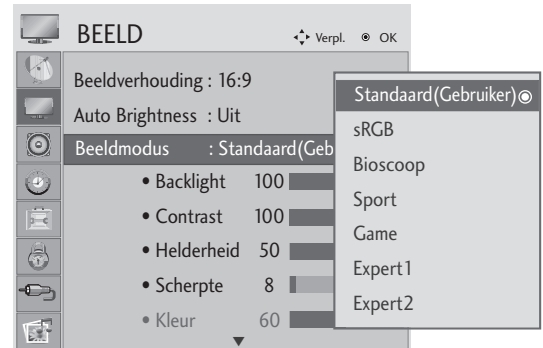 BEELD
Verpl. OK
Beeldverhouding : 16:9
Auto Brightness : Uit
Beeldmodus : Standaard(Geb
• Backlight 100
• Contrast 100
• Helderheid 50
• Scherpte 8
• Kleur 60
Standaard(Gebruiker)
sRGB
Bioscoop
Sport
Game
Expert1
Expert2